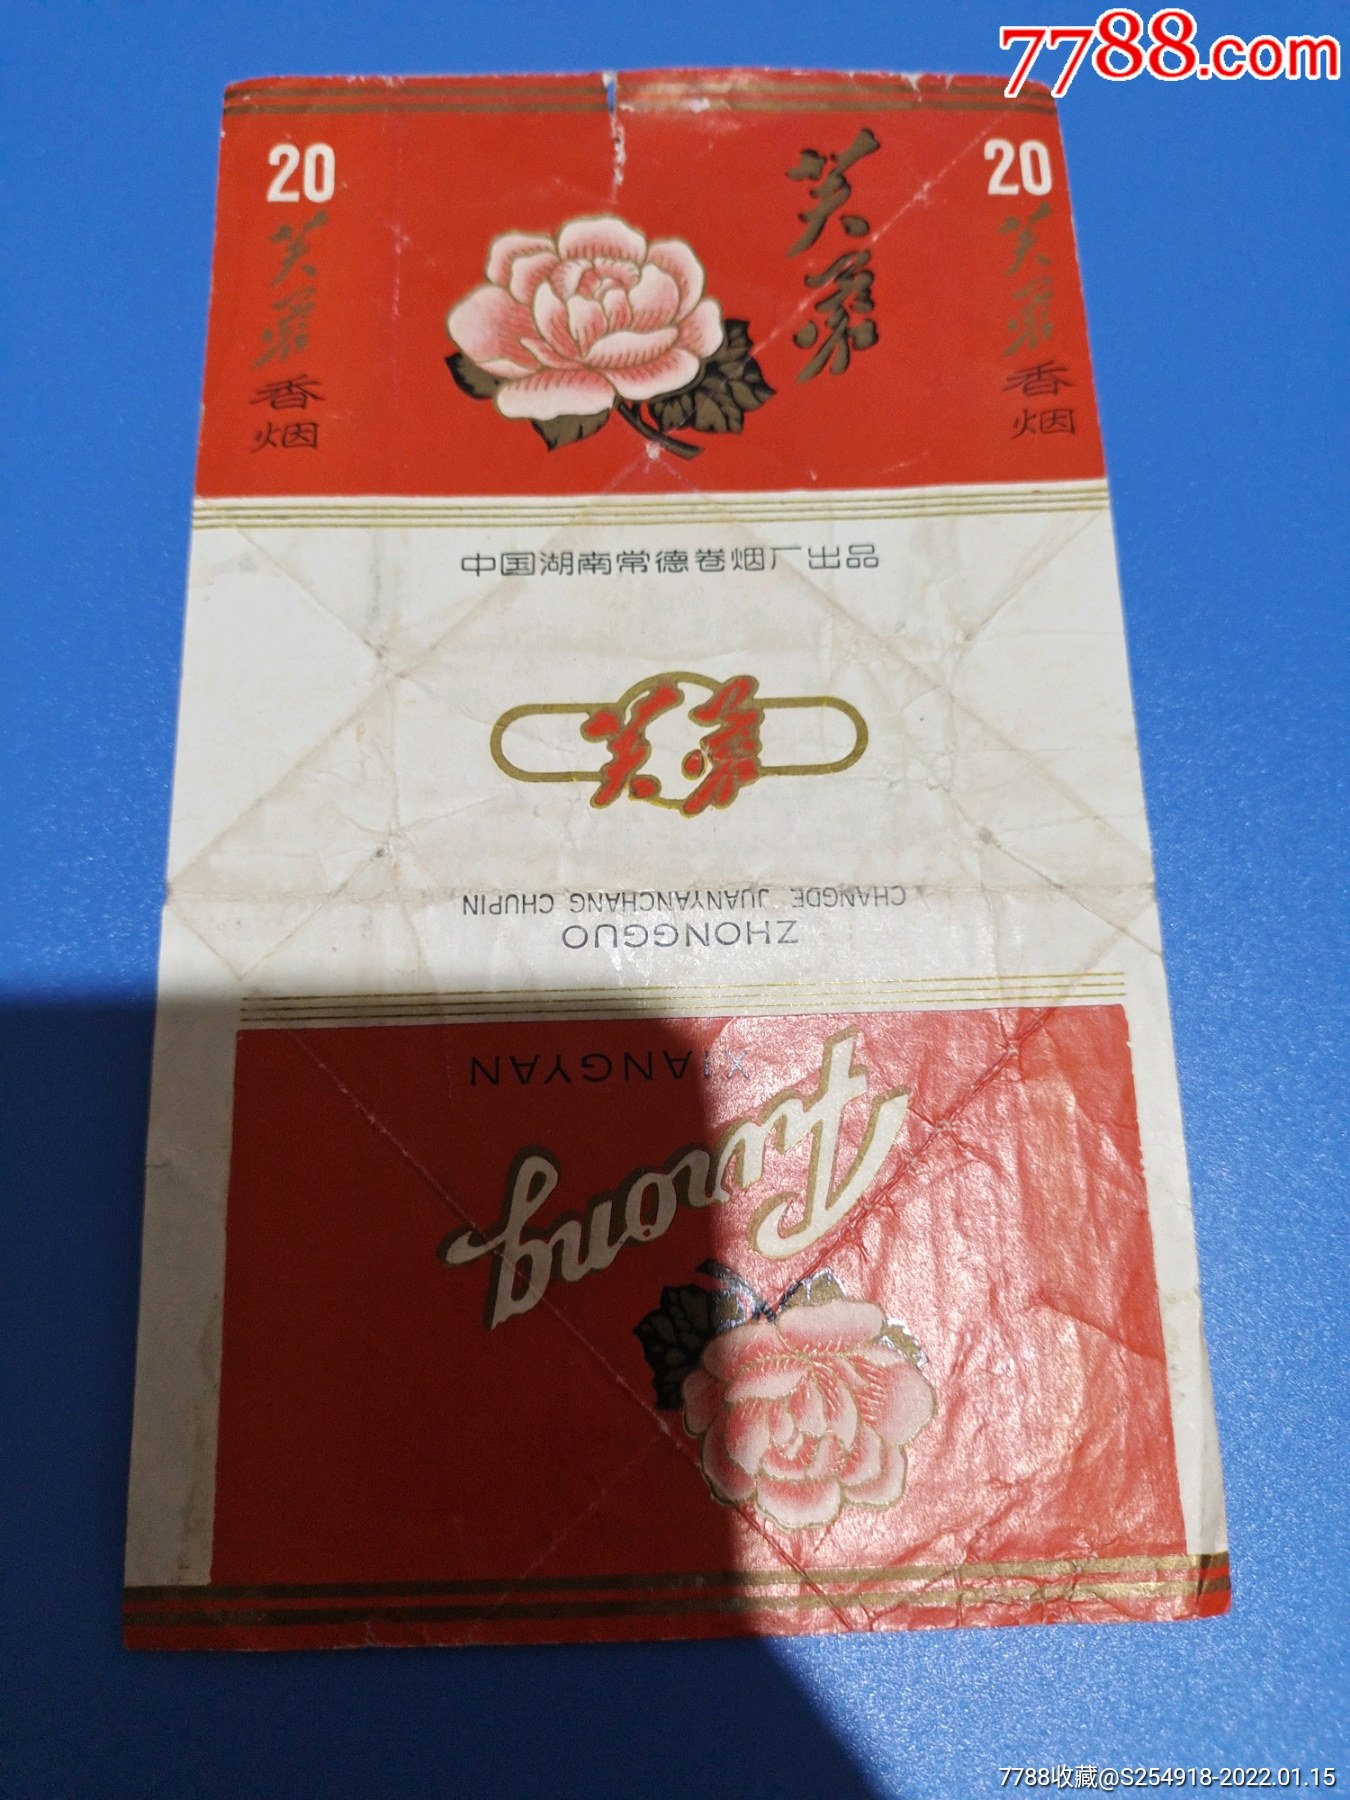 7788.com
20
芙蓉
香烟
芙蓉
20
芙蓉
香烟
中国湖南常德卷烟厂出品
芙蓉
CHANGDE JUANYANCHANG CHUPIN
ZHONGGUO
XIANGYAN
Furong
7788收藏@S254918-2022.01.15